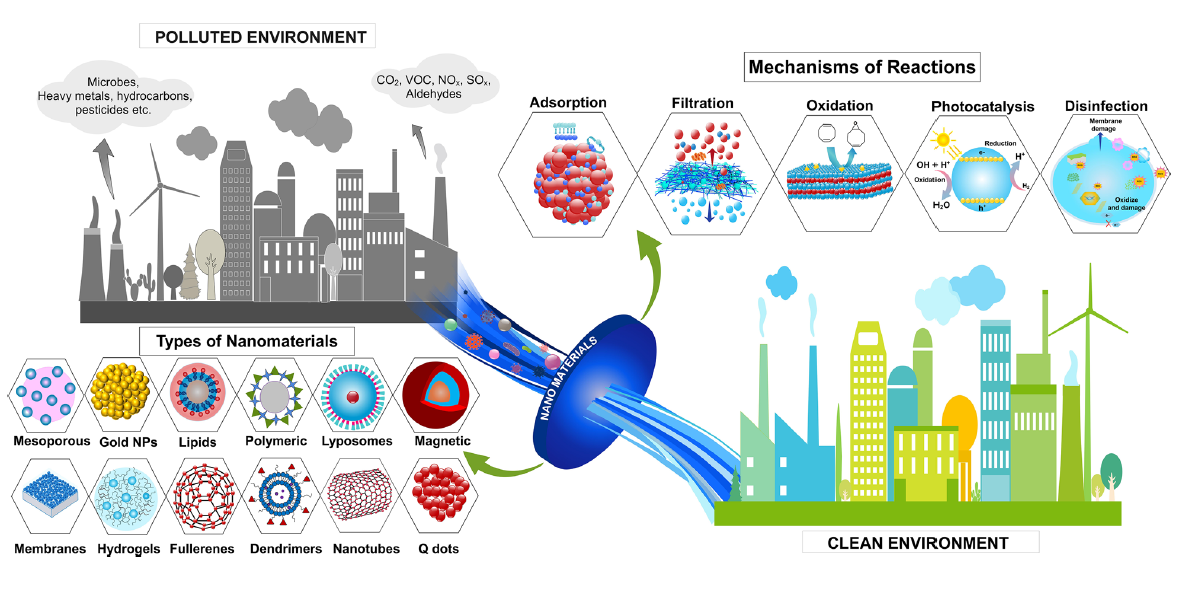 POLLUTED ENVIRONMENT
Microbes,
Heavy metals, hydrocarbons,
pesticides etc.
CO₂, VOC, NOₓ, SOₓ,
Aldehydes
Mechanisms of Reactions
Adsorption
Filtration
Oxidation
Photocatalysis
Disinfection
Reduction
e-
OH + H⁺
H⁺
Oxidation
H₂
H₂O
h⁺
Membrane
damage
Oxidize
and damage
Types of Nanomaterials
Mesoporous
Gold NPs
Lipids
Polymeric
Lyposomes
Magnetic
Membranes
Hydrogels
Fullerenes
Dendrimers
Nanotubes
Q dots
NANO MATERIALS
CLEAN ENVIRONMENT